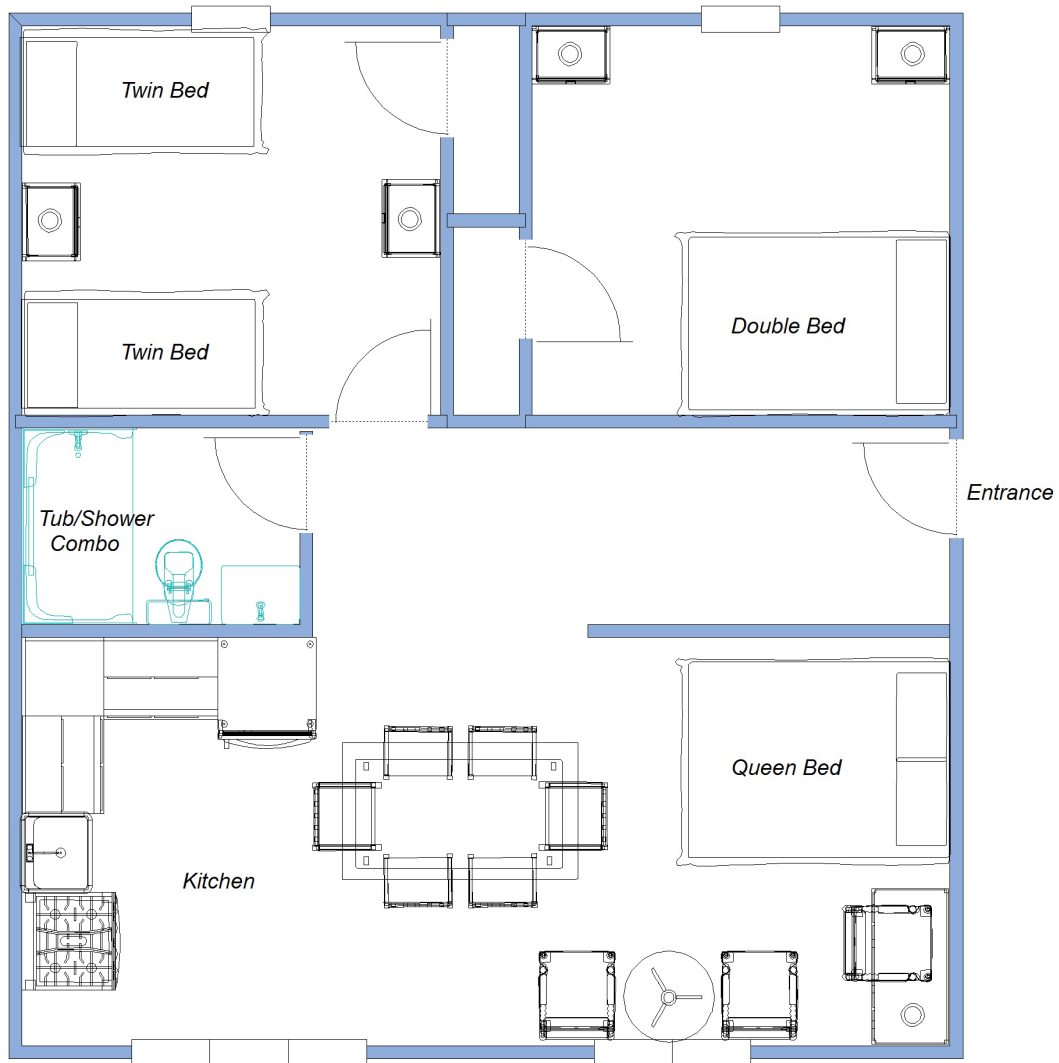 Twin Bed
Twin Bed
Double Bed
Entrance
Tub/Shower
Combo
Queen Bed
Kitchen